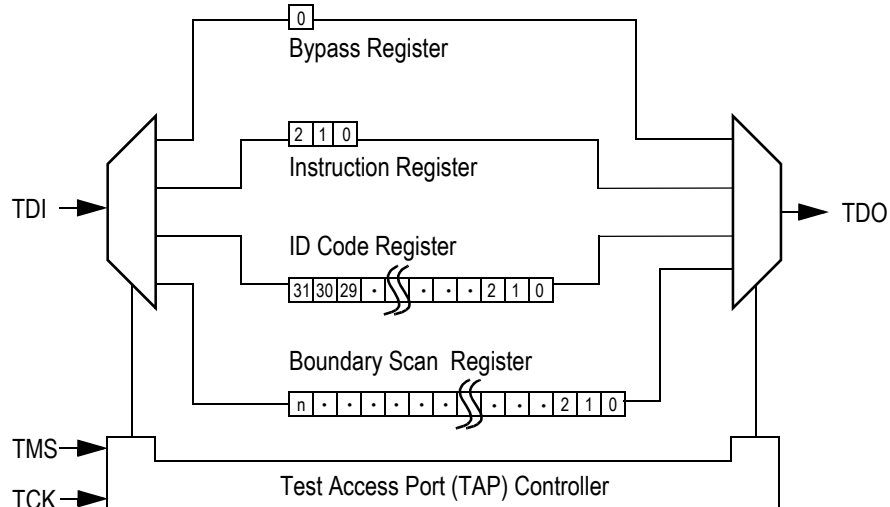 0
Bypass Register
2 1 0
Instruction Register
TDI
TDO
ID Code Register
31 30 29 · · · · 2 1 0
Boundary Scan Register
n · · · · · · · · · 2 1 0
TMS
Test Access Port (TAP) Controller
TCK